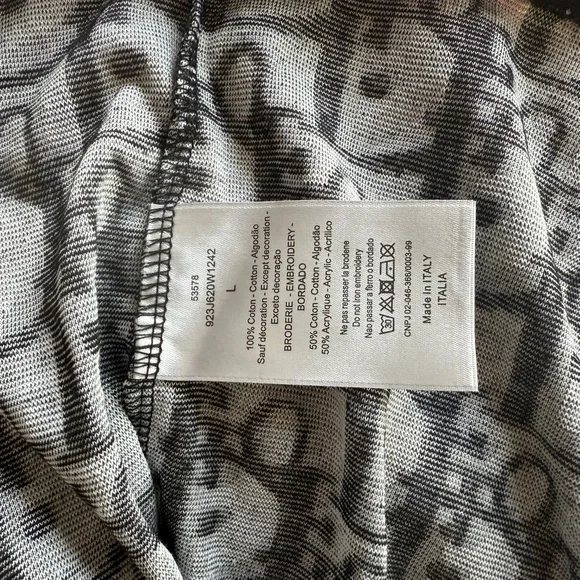 53578
923J620W1242
L
100% Coton - Cotton - Algodão
Sauf décoration - Except decoration -
Exceto decoração
BRODERIE - EMBROIDERY -
BORDADO
50% Coton - Cotton - Algodão
50% Acrylique - Acrylic - Acrílico
Ne pas repasser la broderie
Do not iron embroidery
Nao passar a ferro o bordado
30
CNPJ 02-046-366/0003-99
Made in ITALY
ITALIA